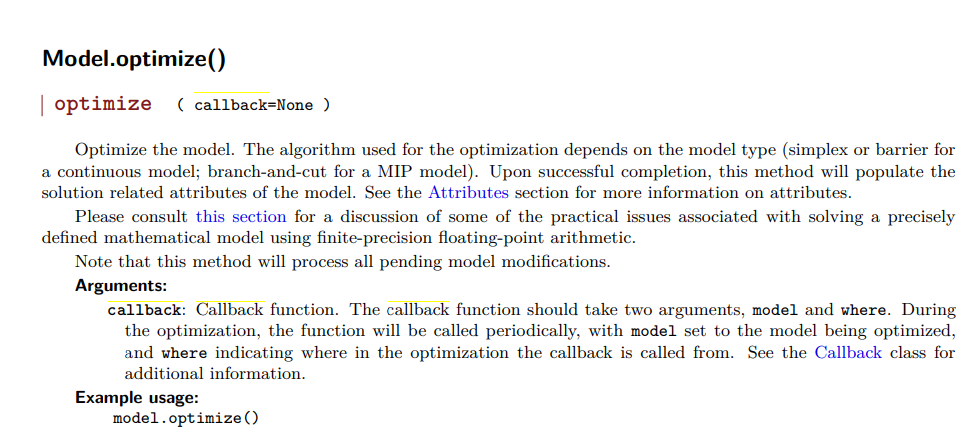 Model.optimize()
optimize ( callback=None )
Optimize the model. The algorithm used for the optimization depends on the model type (simplex or barrier for
a continuous model; branch-and-cut for a MIP model). Upon successful completion, this method will populate the
solution related attributes of the model. See the Attributes section for more information on attributes.
Please consult this section for a discussion of some of the practical issues associated with solving a precisely
defined mathematical model using finite-precision floating-point arithmetic.
Note that this method will process all pending model modifications.
Arguments:
callback: Callback function. The callback function should take two arguments, model and where. During
the optimization, the function will be called periodically, with model set to the model being optimized,
and where indicating where in the optimization the callback is called from. See the Callback class for
additional information.
Example usage:
model.optimize()